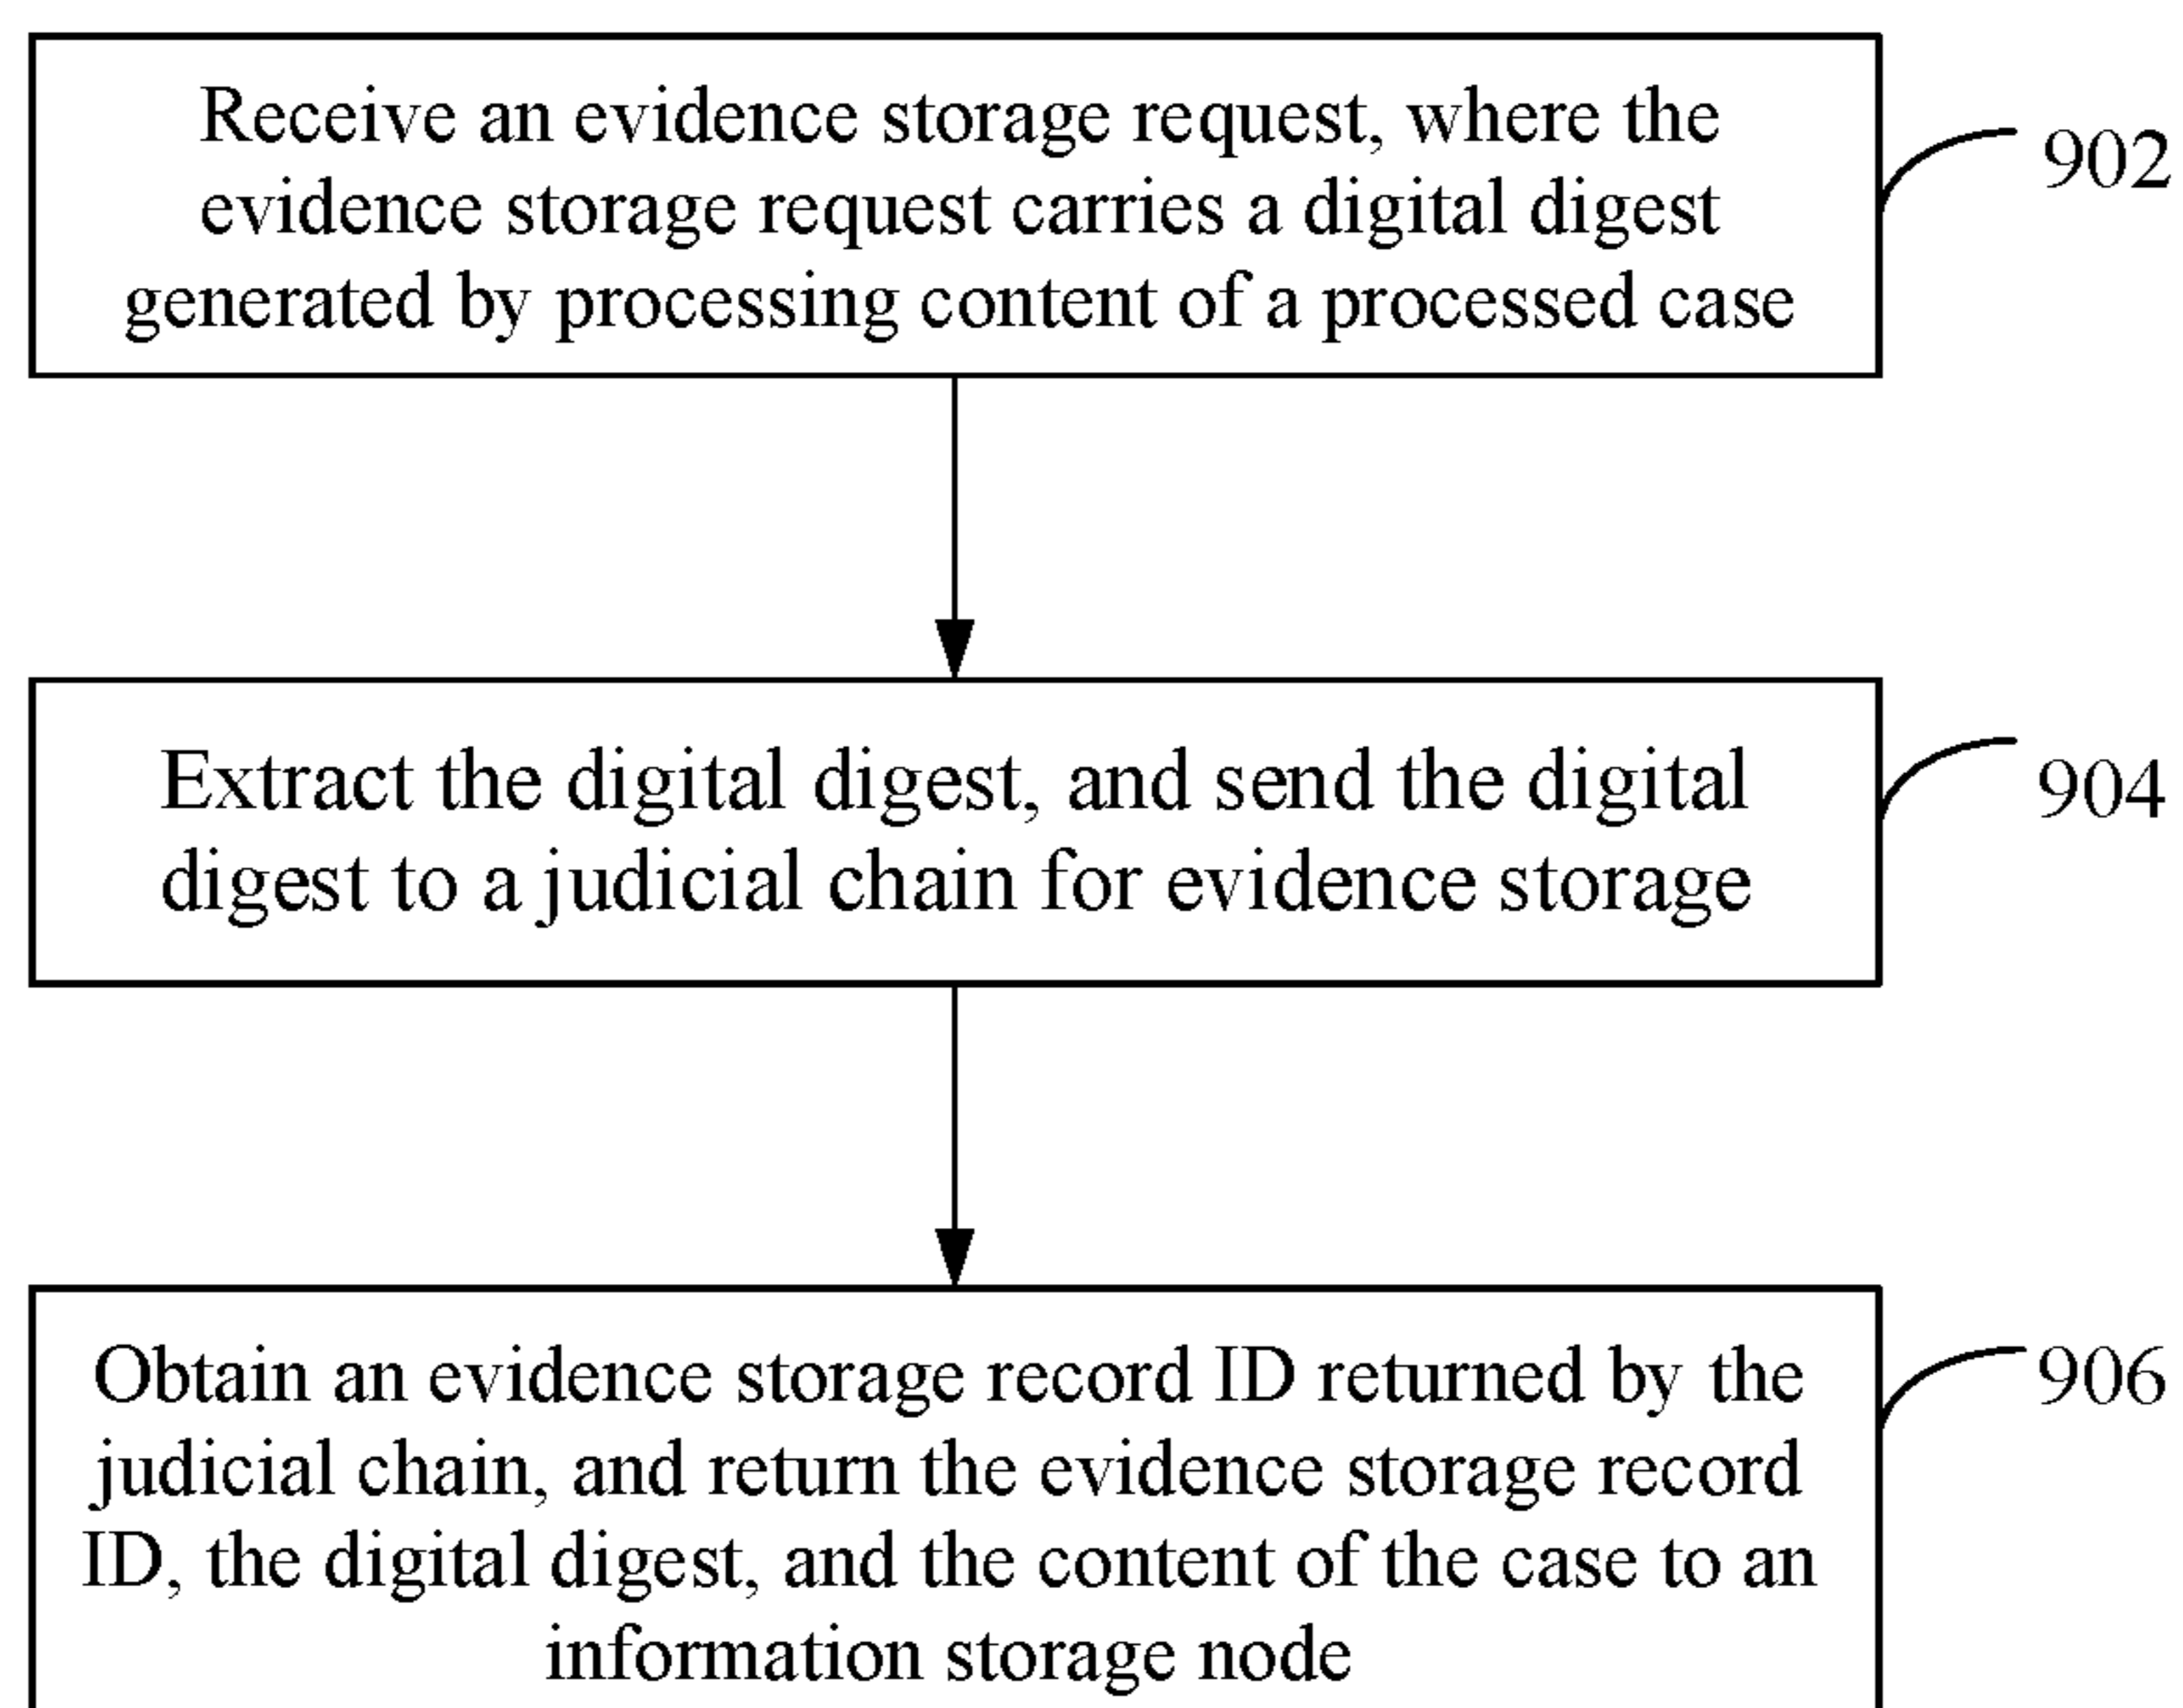 Receive an evidence storage request, where the
evidence storage request carries a digital digest
generated by processing content of a processed case
902
Extract the digital digest, and send the digital
digest to a judicial chain for evidence storage
904
Obtain an evidence storage record ID returned by the
judicial chain, and return the evidence storage record
ID, the digital digest, and the content of the case to an
information storage node
906